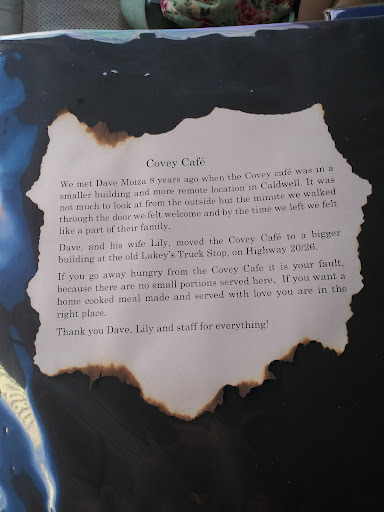 Covey Café
We met Dave Moiza 8 years ago when the Covey café was in a
smaller building and more remote location in Caldwell. It was
not much to look at from the outside but the minute we walked
through the door we felt welcome and by the time we left we felt
like a part of their family.
Dave, and his wife Lily, moved the Covey Café to a bigger
building at the old Lakey's Truck Stop, on Highway 20/26.
If you go away hungry from the Covey Cafe it is your fault,
because there are no small portions served here. If you want a
home cooked meal made and served with love you are in the
right place.
Thank you Dave, Lily and staff for everything!